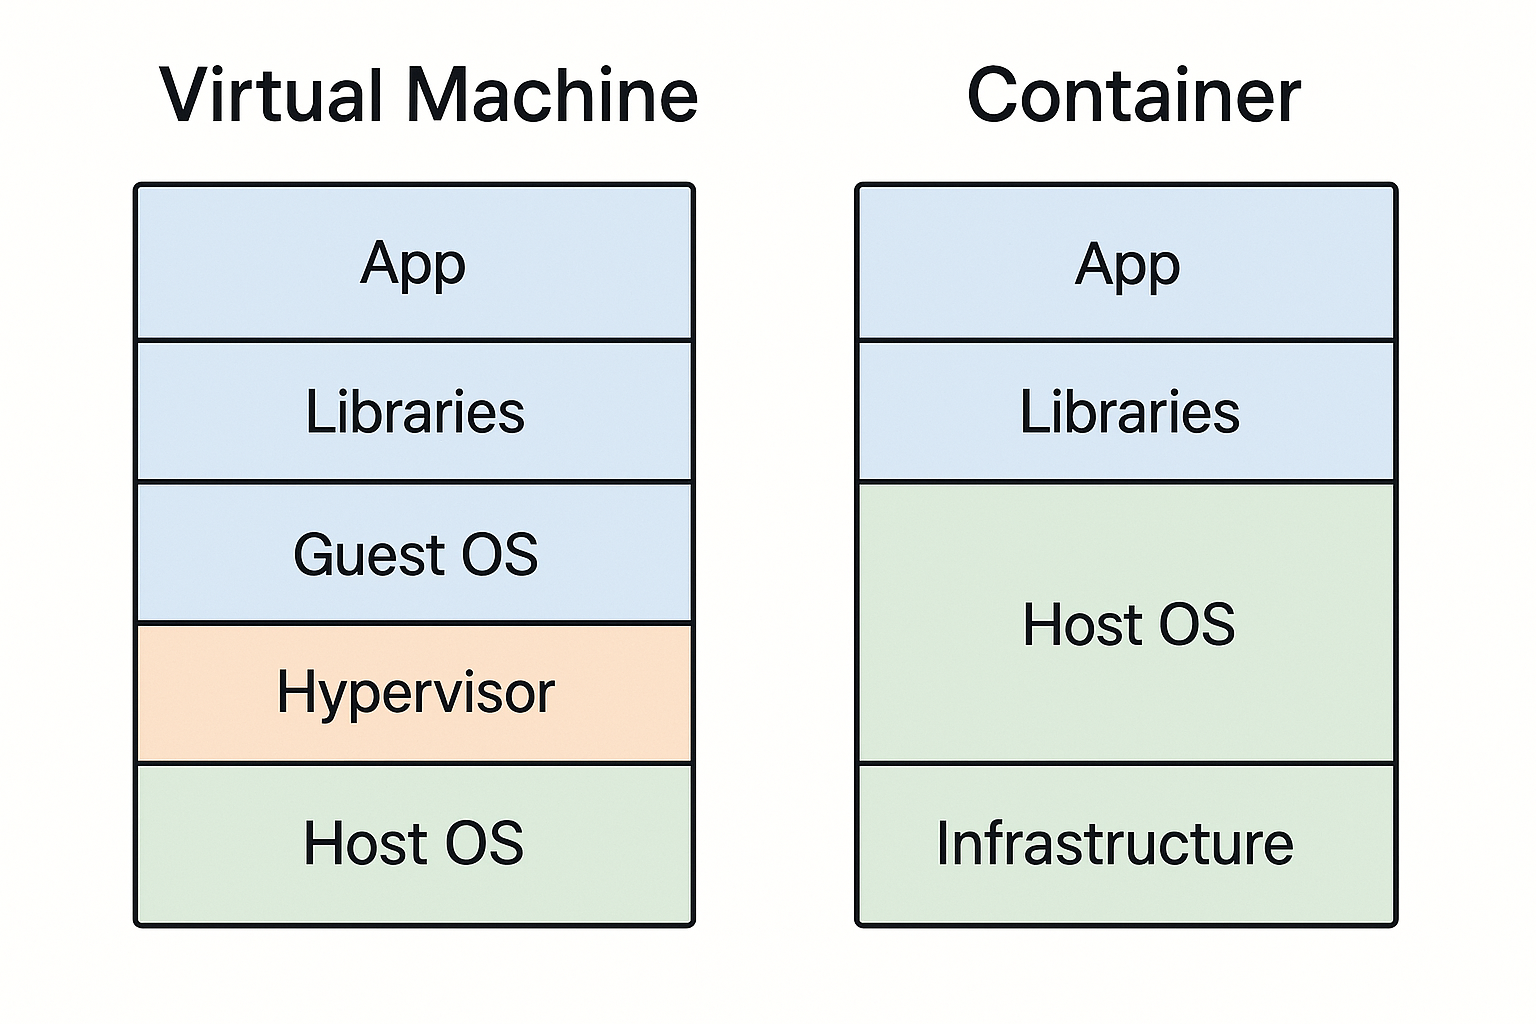 Virtual Machine
App
Libraries
Guest OS
Hypervisor
Host OS
Container
App
Libraries
Host OS
Infrastructure